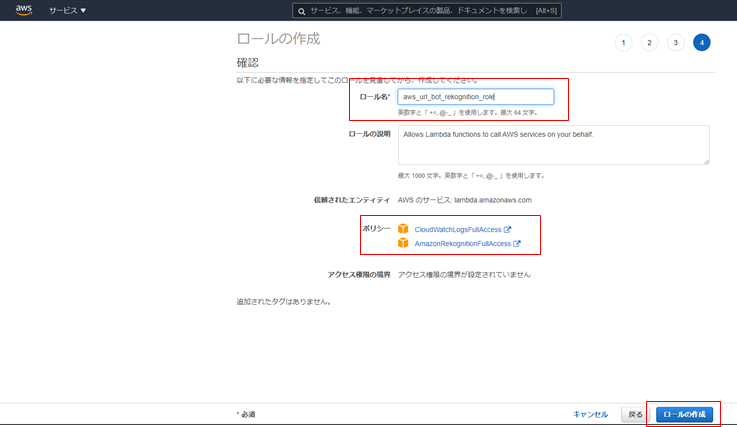 aws サービス サービス、機能、マーケットプレイスの製品、ドキュメントを検索し [Alt+S]
ロールの作成 1 2 3 4
確認
以下に必要な情報を指定してこのロールを見直してから、作成してください。
ロール名* aws_url_bot_rekognition_role
英数字と「 +=,.@-_ 」を使用します。最大 64 文字。
ロールの説明 Allows Lambda functions to call AWS services on your behalf.
最大 1000 文字。英数字と「 +=,.@-_ 」を使用します。
信頼されたエンティティ AWS のサービス: lambda.amazonaws.com
ポリシー CloudWatchLogsFullAccess
AmazonRekognitionFullAccess
アクセス権限の境界 アクセス権限の境界が設定されていません
追加されたタグはありません。
* 必須 キャンセル 戻る ロールの作成